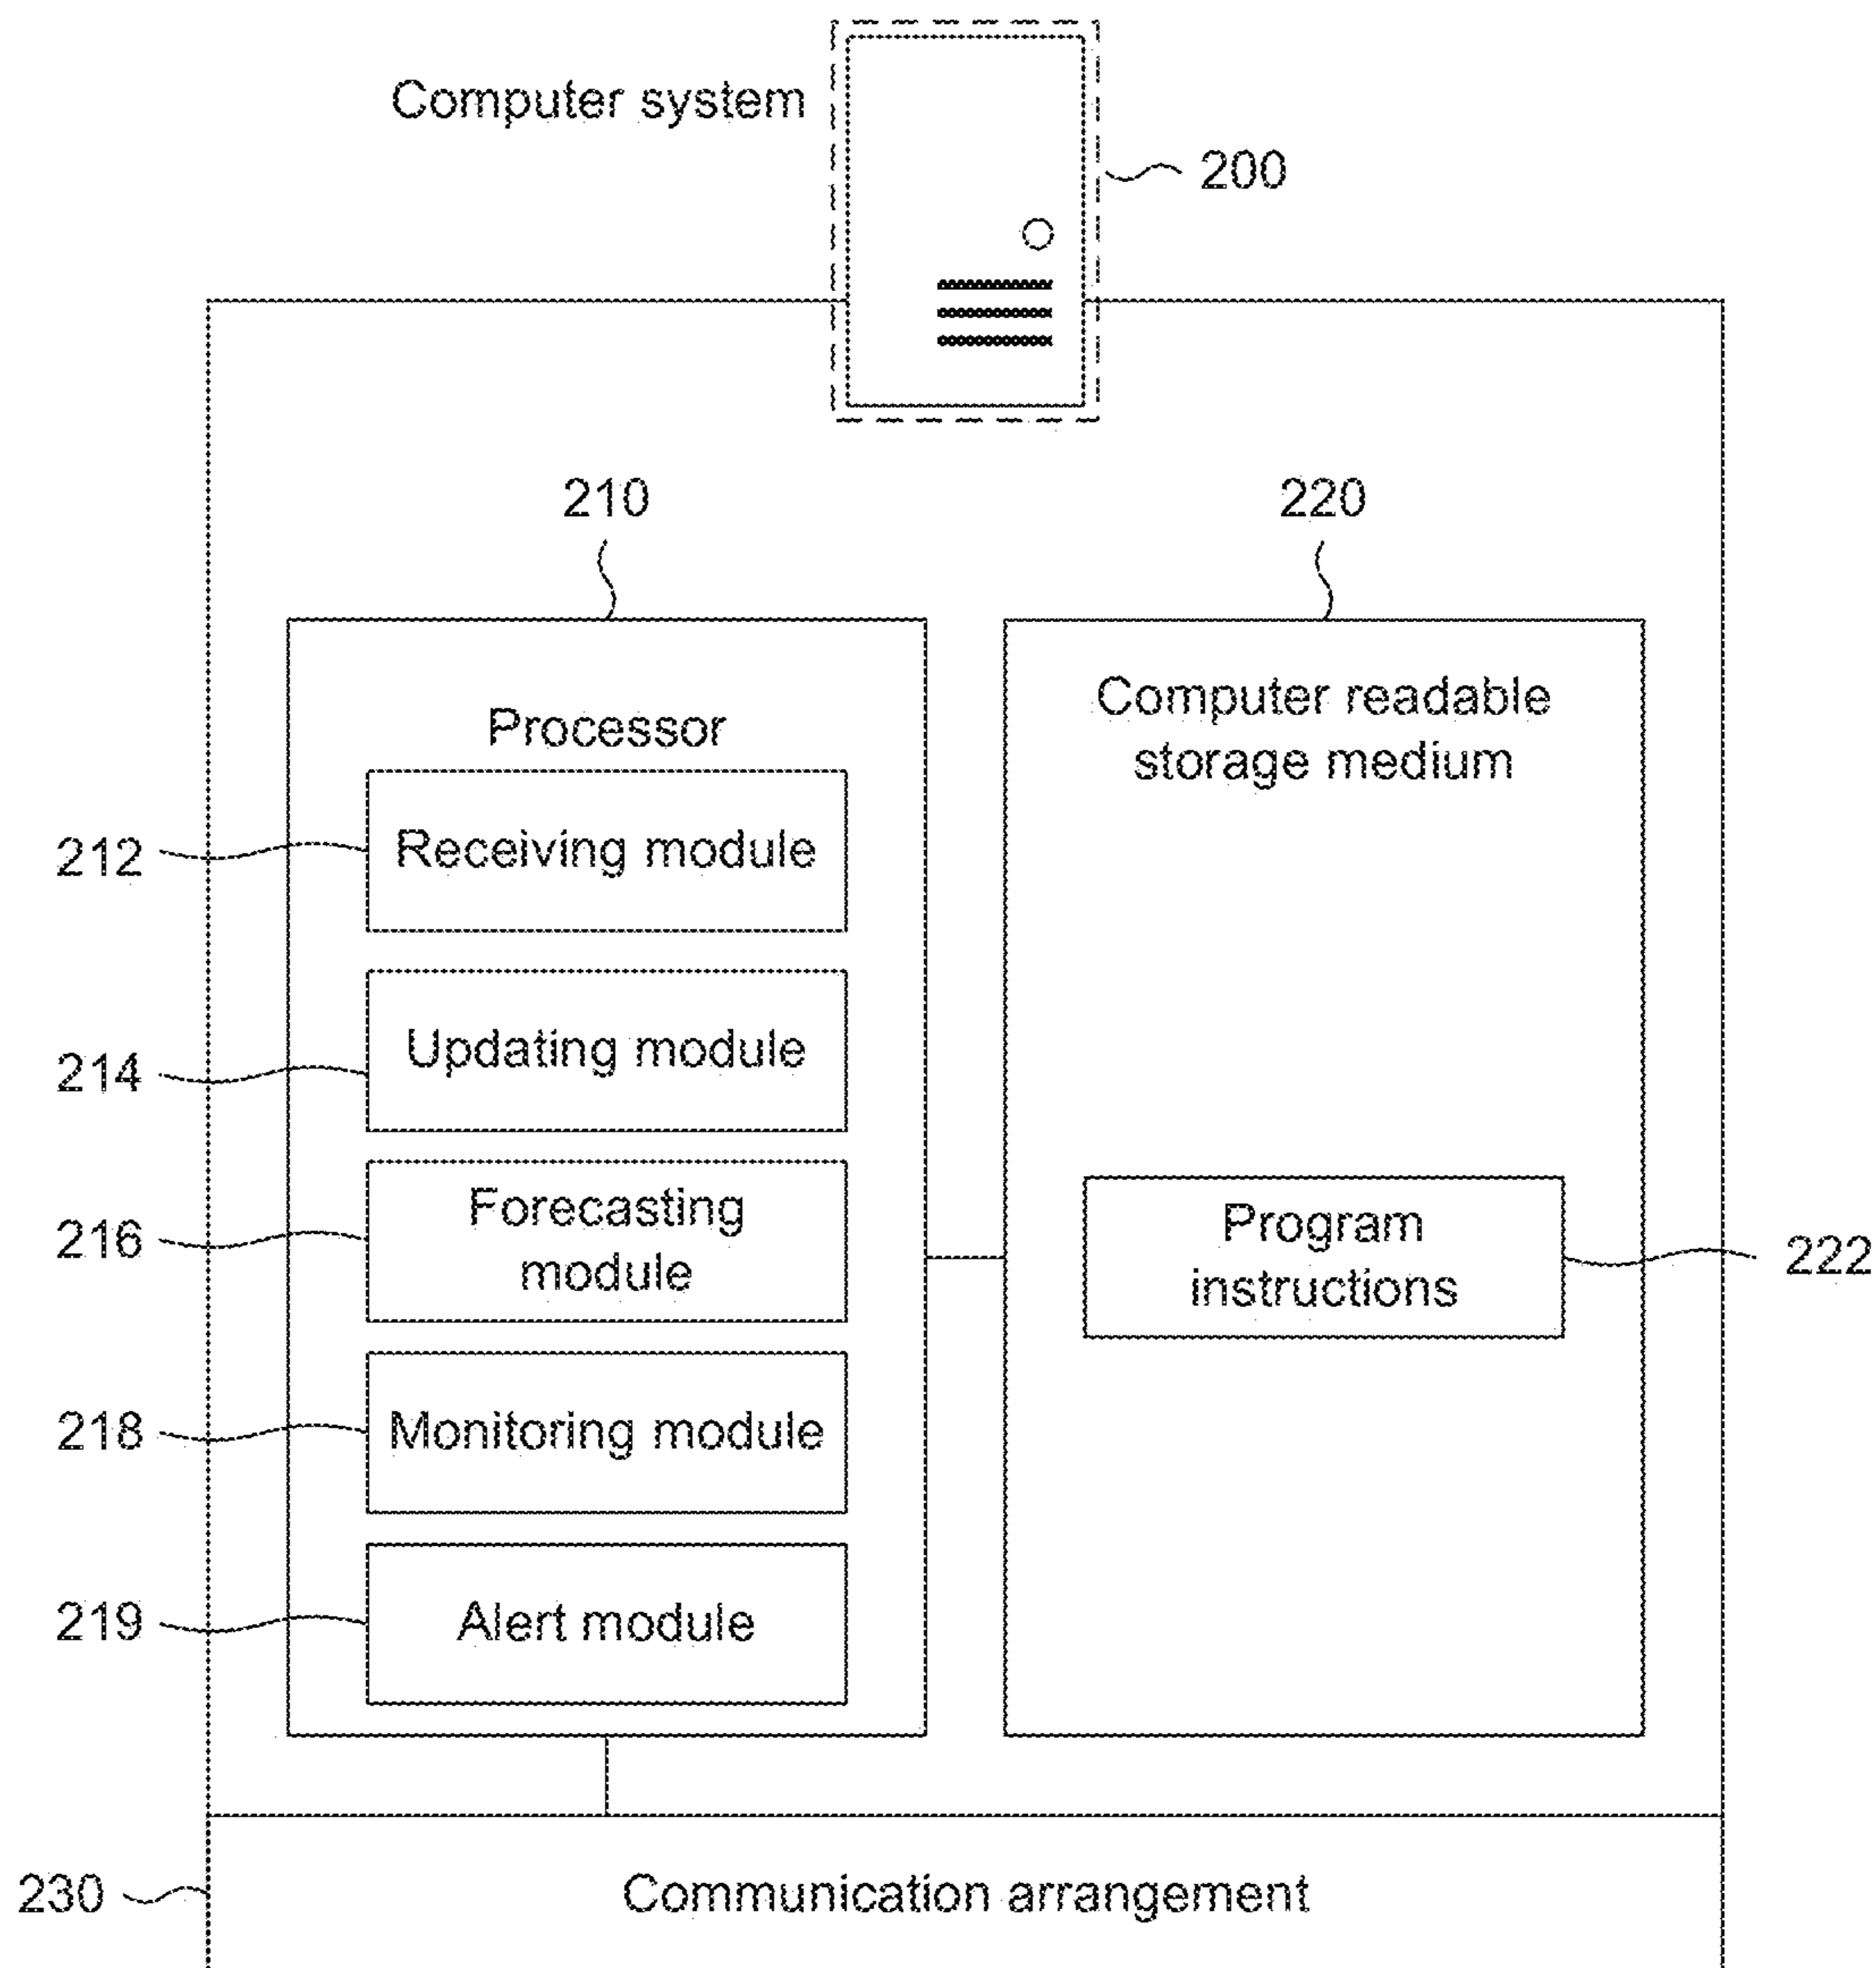 Computer system
200
210
220
Processor
Computer readable
storage medium
212
Receiving module
214
Updating module
216
Forecasting
module
Program
instructions
222
218
Monitoring module
219
Alert module
230
Communication arrangement